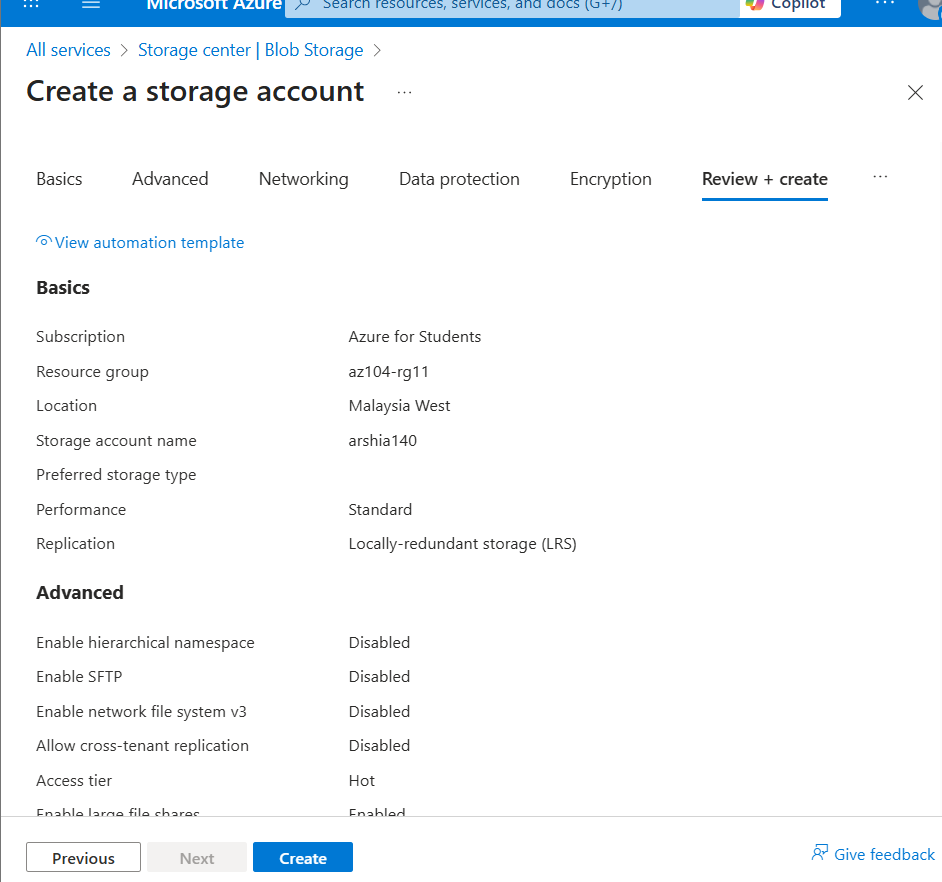 Microsoft Azure
Search resources, services, and docs (G+/)
Copilot
...
All services > Storage center | Blob Storage >
Create a storage account ...
Basics Advanced Networking Data protection Encryption Review + create ...
View automation template
Basics
Subscription Azure for Students
Resource group az104-rg11
Location Malaysia West
Storage account name arshia140
Preferred storage type
Performance Standard
Replication Locally-redundant storage (LRS)
Advanced
Enable hierarchical namespace Disabled
Enable SFTP Disabled
Enable network file system v3 Disabled
Allow cross-tenant replication Disabled
Access tier Hot
Enable large file shares Enabled
Previous Next Create Give feedback